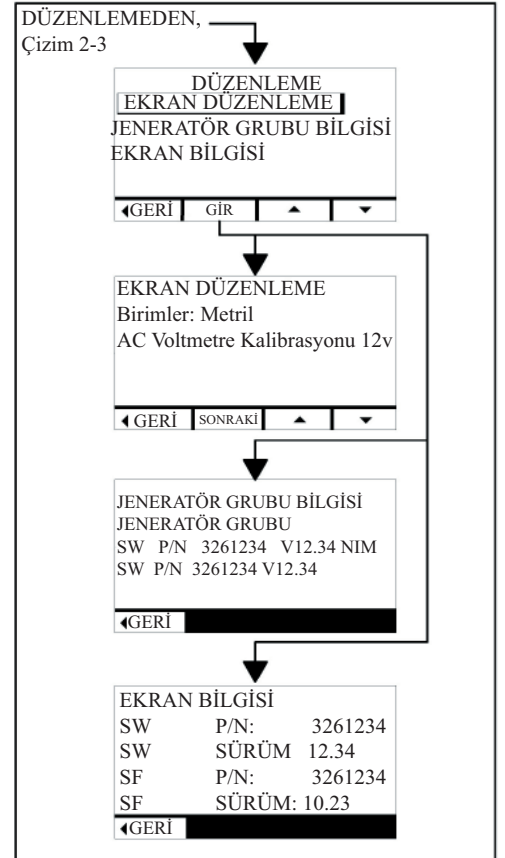 DÜZENLEMEDEN,
Çizim 2-3
DÜZENLEME
EKRAN DÜZENLEME
JENERATÖR GRUBU BİLGİSİ
EKRAN BİLGİSİ
GERİ GİR
EKRAN DÜZENLEME
Birimler: Metril
AC Voltmetre Kalibrasyonu 12v
GERİ SONRAKİ
JENERATÖR GRUBU BİLGİSİ
JENERATÖR GRUBU
SW P/N 3261234 V12.34 NIM
SW P/N 3261234 V12.34
GERİ
EKRAN BİLGİSİ
SW P/N: 3261234
SW SÜRÜM 12.34
SF P/N: 3261234
SF SÜRÜM: 10.23
GERİ